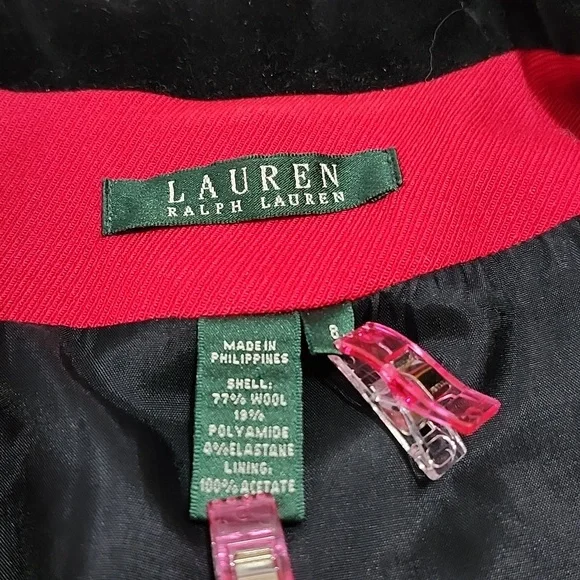 LAUREN
RALPH LAUREN
8
MADE IN
PHILIPPINES
SHELL:
77% WOOL
19%
POLYAMIDE
4%ELASTANE
LINING:
100% ACETATE